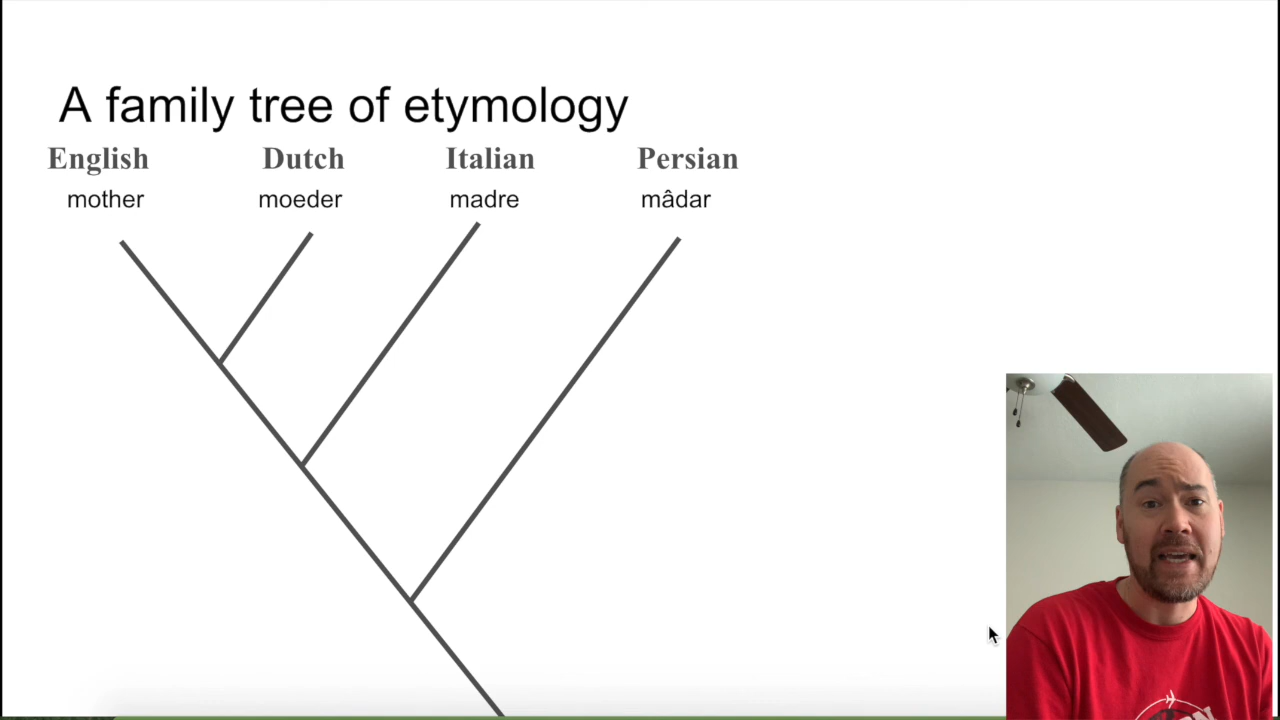 A family tree of etymology
English Dutch Italian Persian
mother moeder madre mâdar